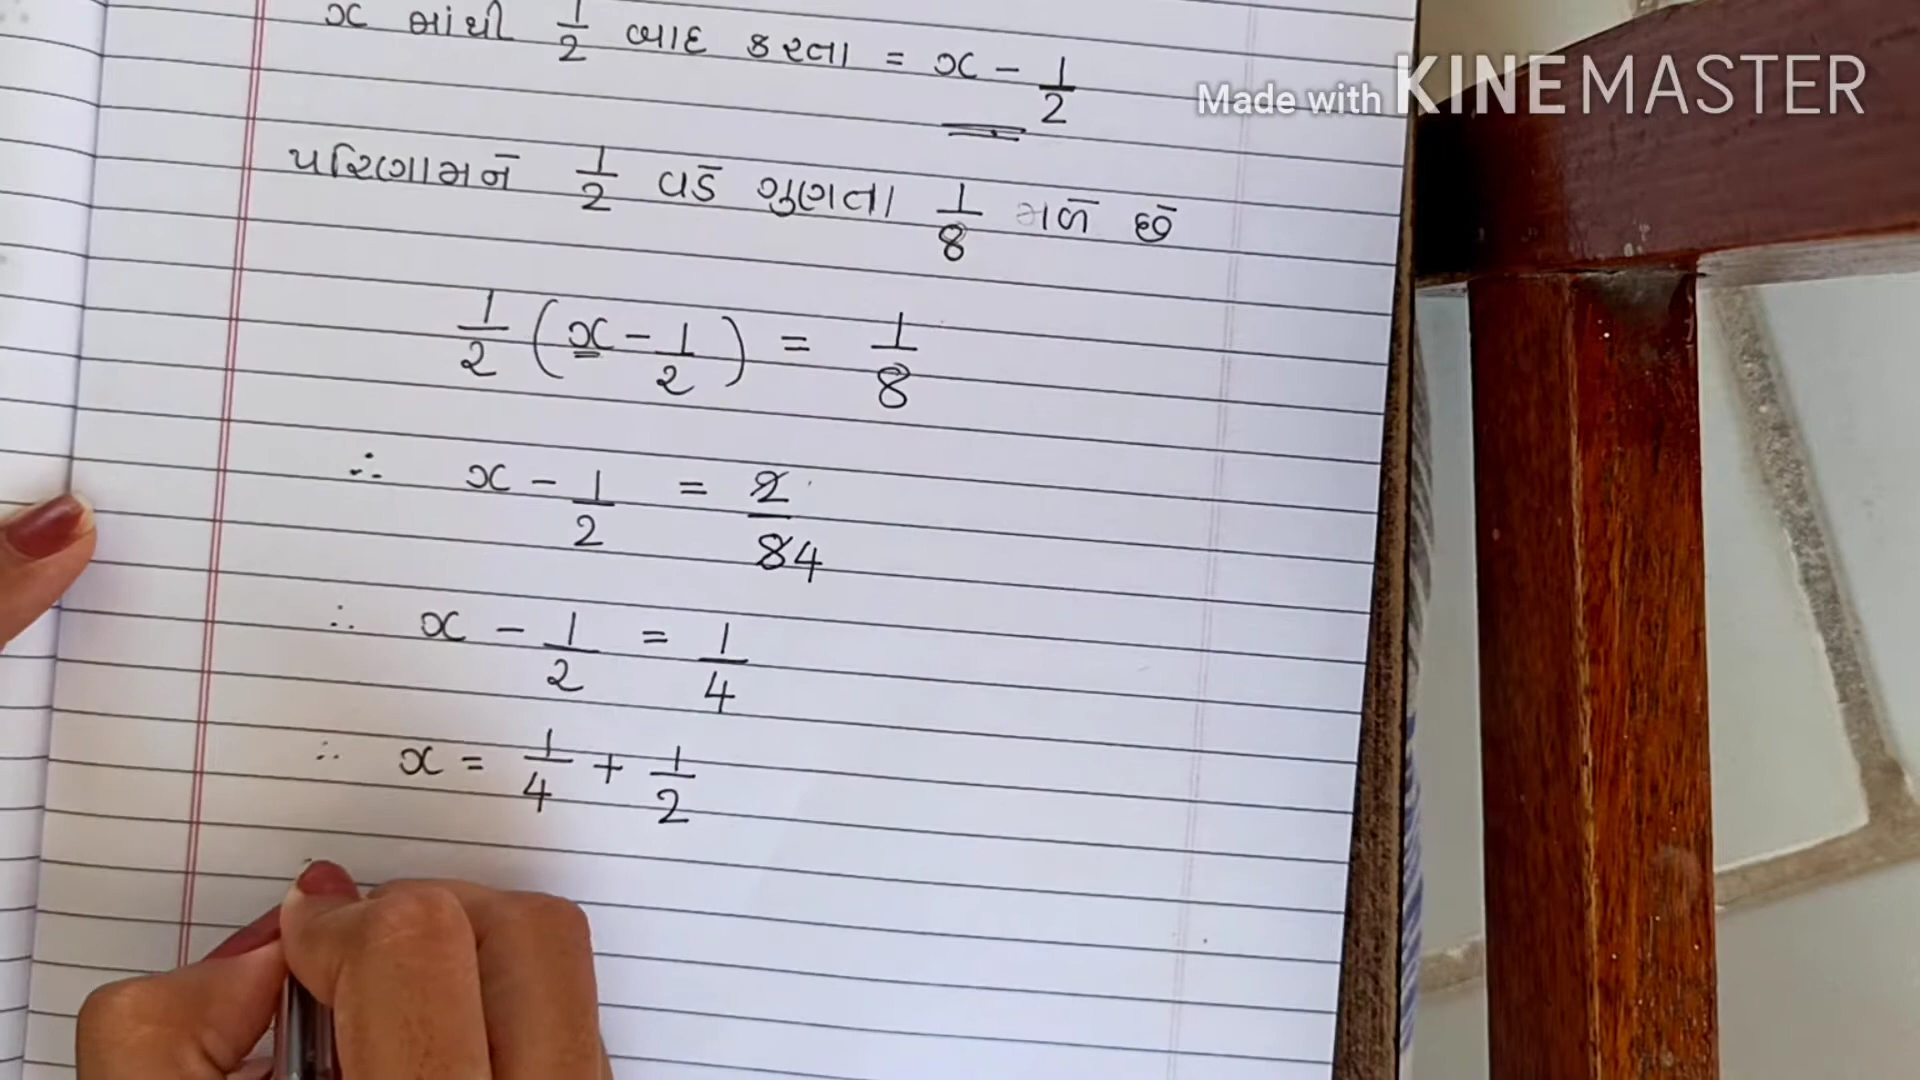 x માંથી 1/2 બાદ કરતા = x - 1/2
Made with KINEMASTER
પરિણામને 1/2 વડે ગુણતા 1/8 મળે છે
1/2 (x - 1/2) = 1/8
∴ x - 1/2 = 2/84
∴ x - 1/2 = 1/4
∴ x = 1/4 + 1/2